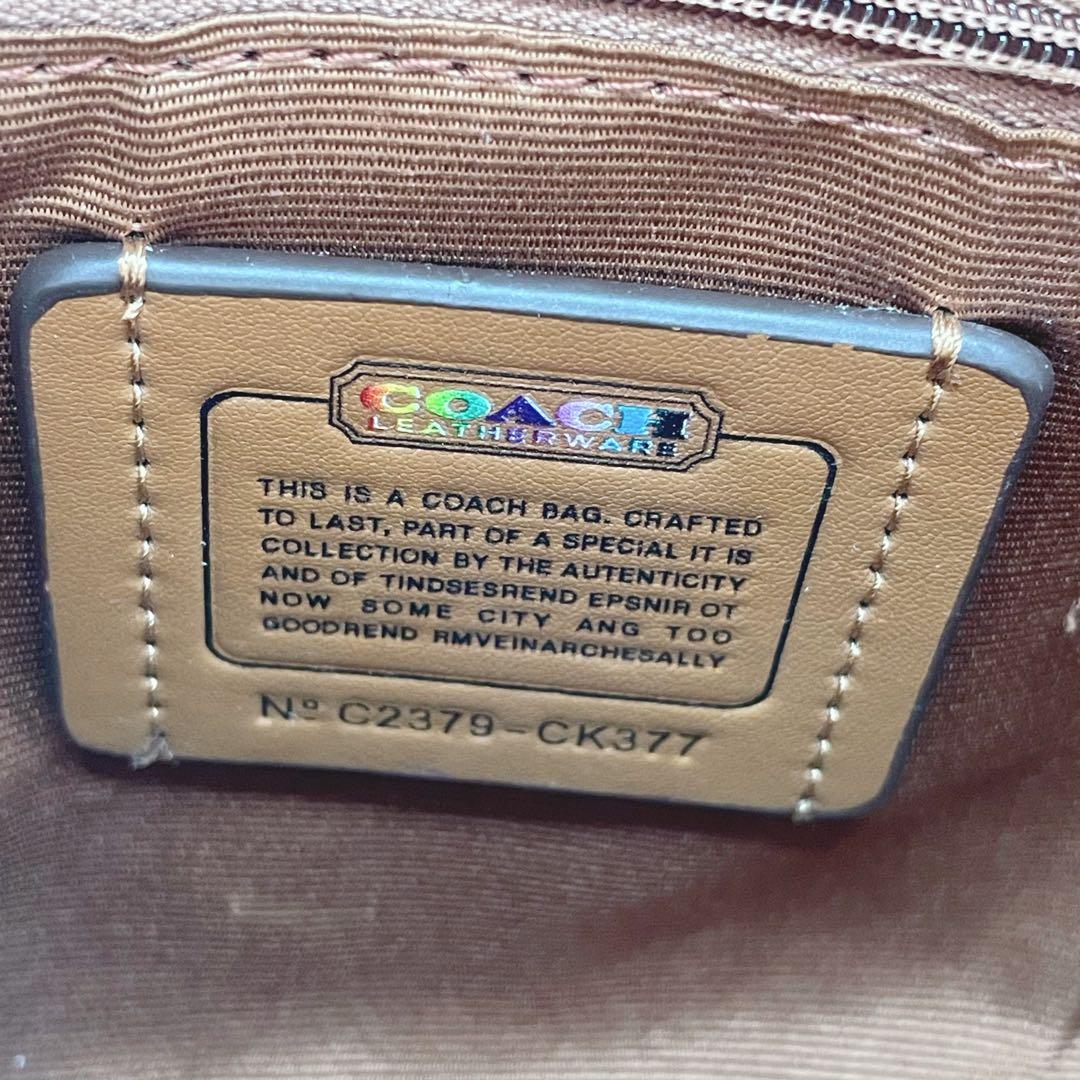 COACH
LEATHERWARE
THIS IS A COACH BAG. CRAFTED
TO LAST, PART OF A SPECIAL IT IS
COLLECTION BY THE AUTENTICITY
AND OF TINDSESREND EPSNIR OT
NOW SOME CITY ANG TOO
GOODREND RMVEINARCHESALLY
Nº C2379-CK377